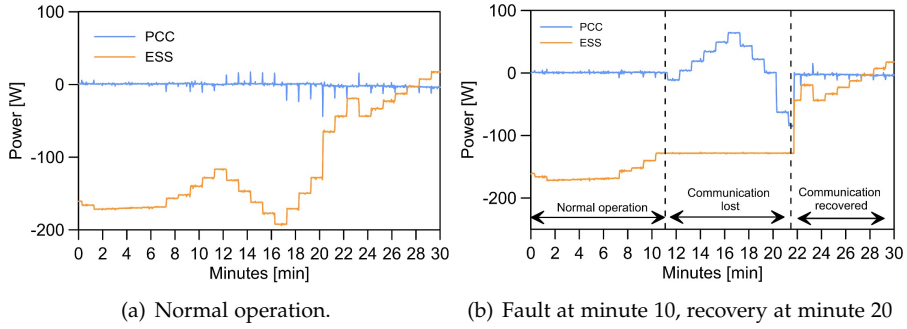 100
0
-100
-200
Power [W]
PCC
ESS
0 2 4 6 8 10 12 14 16 18 20 22 24 26 28 30
Minutes [min]
(a) Normal operation.
100
0
-100
-200
Power [W]
PCC
ESS
Normal operation
Communication
lost
Communication
recovered
0 2 4 6 8 10 12 14 16 18 20 22 24 26 28 30
Minutes [min]
(b) Fault at minute 10, recovery at minute 20